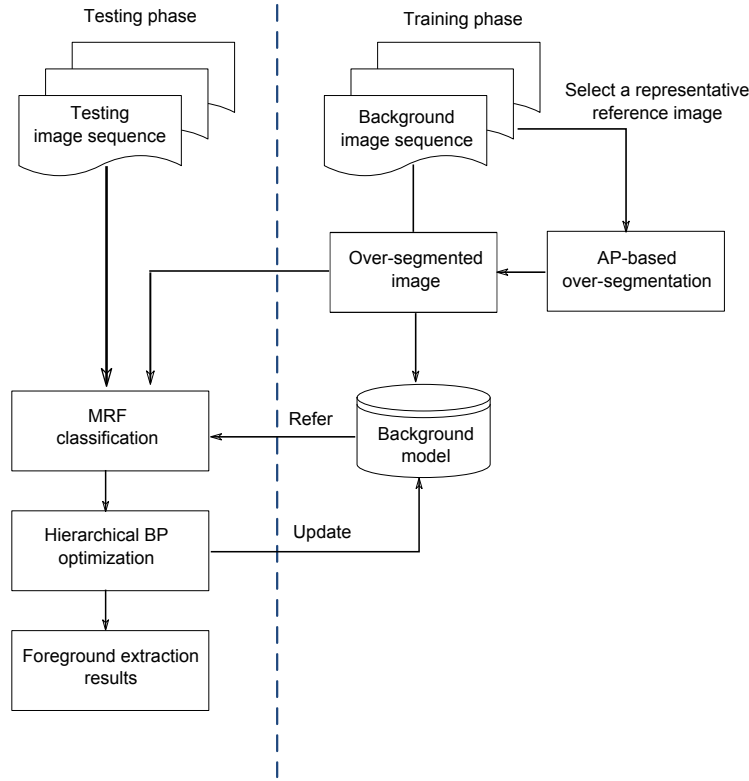 Testing phase
Training phase
Testing
image sequence
Background
image sequence
Select a representative
reference image
Over-segmented
image
AP-based
over-segmentation
MRF
classification
Refer
Background
model
Hierarchical BP
optimization
Update
Foreground extraction
results